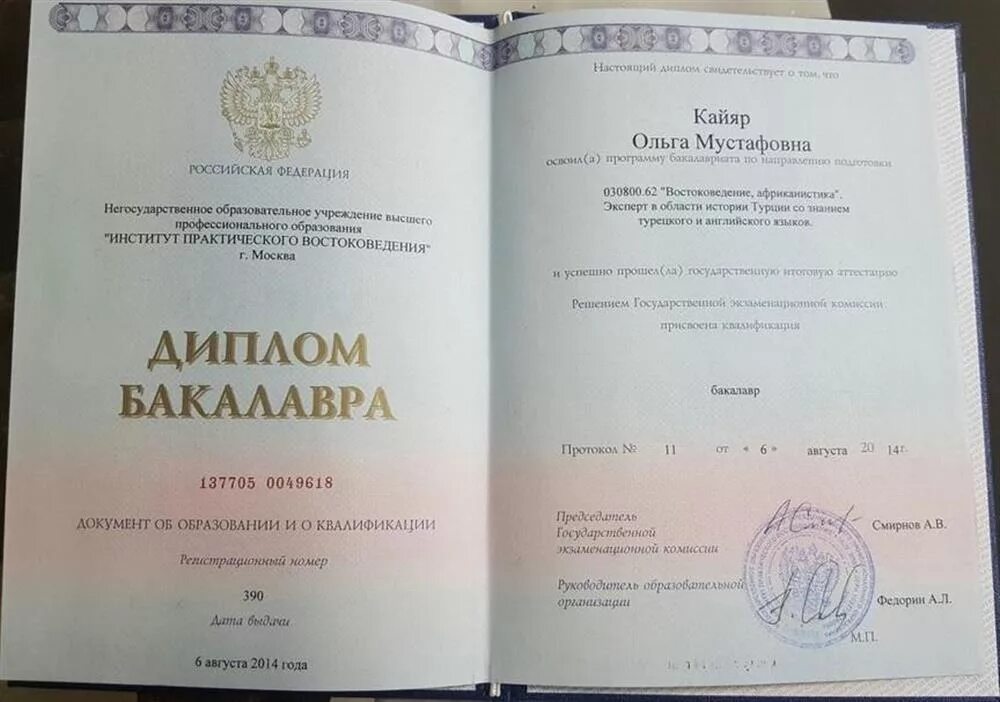 РОССИЙСКАЯ ФЕДЕРАЦИЯ
Негосударственное образовательное учреждение высшего
профессионального образования
"ИНСТИТУТ ПРАКТИЧЕСКОГО ВОСТОКОВЕДЕНИЯ"
г. Москва
ДИПЛОМ
БАКАЛАВРА
137705 0049618
ДОКУМЕНТ ОБ ОБРАЗОВАНИИ И О КВАЛИФИКАЦИИ
Регистрационный номер
390
Дата выдачи
6 августа 2014 года
Настоящий диплом свидетельствует о том, что
Кайяр
Ольга Мустафовна
освоил(а) программу бакалавриата по направлению подготовки
030800.62 "Востоковедение, африканистика".
Эксперт в области истории Турции со знанием
турецкого и английского языков.
и успешно прошел(ла) государственную итоговую аттестацию
Решением Государственной экзаменационной комиссии
присвоена квалификация
бакалавр
Протокол № 11 от « 6 » августа 20 14г.
Председатель
Государственной
экзаменационной комиссии
Смирнов А.В.
Руководитель образовательной
организации
Федорин А.Л.
М.П.